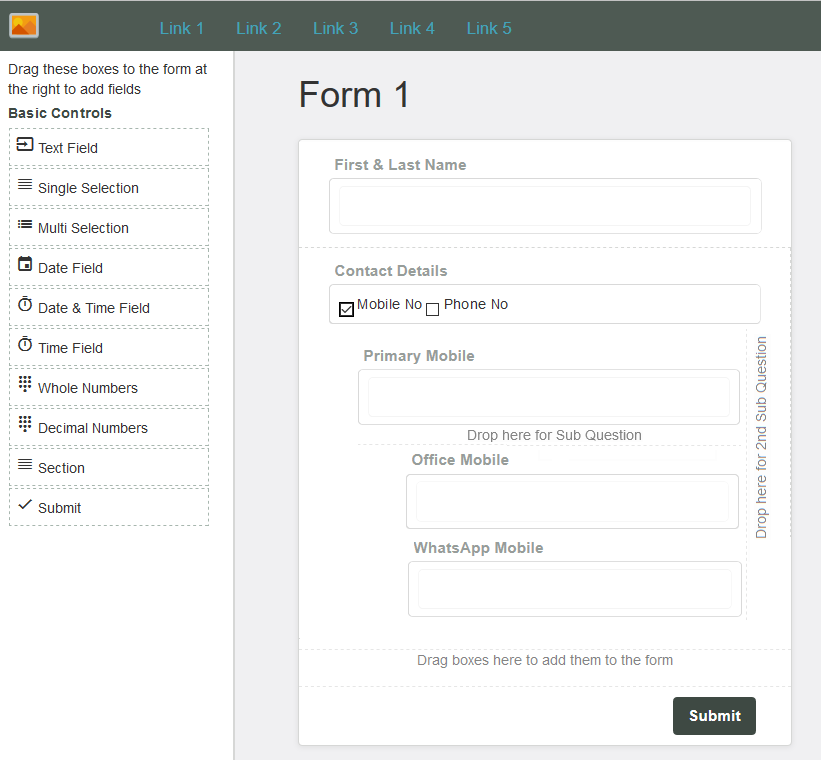 Link 1 Link 2 Link 3 Link 4 Link 5
Drag these boxes to the form at
the right to add fields
Basic Controls
Text Field
Single Selection
Multi Selection
Date Field
Date & Time Field
Time Field
Whole Numbers
Decimal Numbers
Section
Submit
Form 1
First & Last Name
Contact Details
Mobile No Phone No
Primary Mobile
Drop here for Sub Question
Office Mobile
WhatsApp Mobile
Drop here for 2nd Sub Question
Drag boxes here to add them to the form
Submit